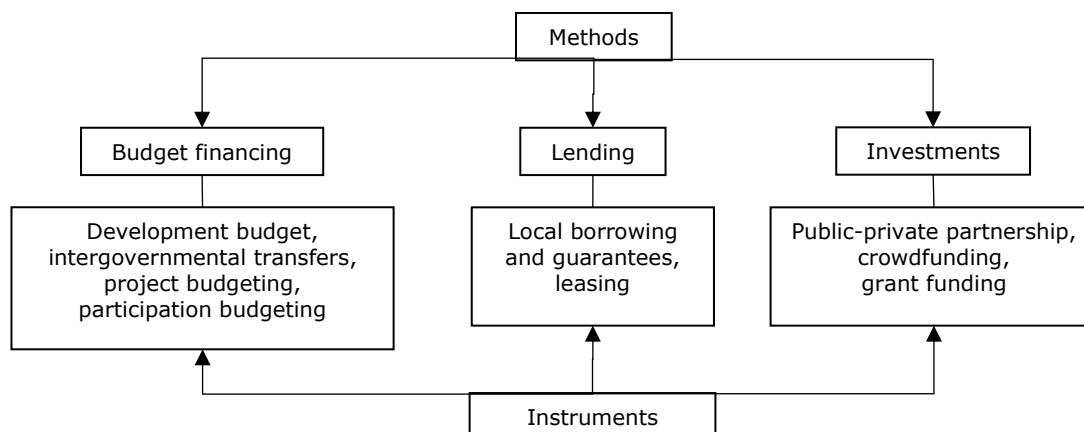 Methods
Budget financing
Lending
Investments
Development budget,
intergovernmental transfers,
project budgeting,
participation budgeting
Local borrowing
and guarantees,
leasing
Public-private partnership,
crowdfunding,
grant funding
Instruments